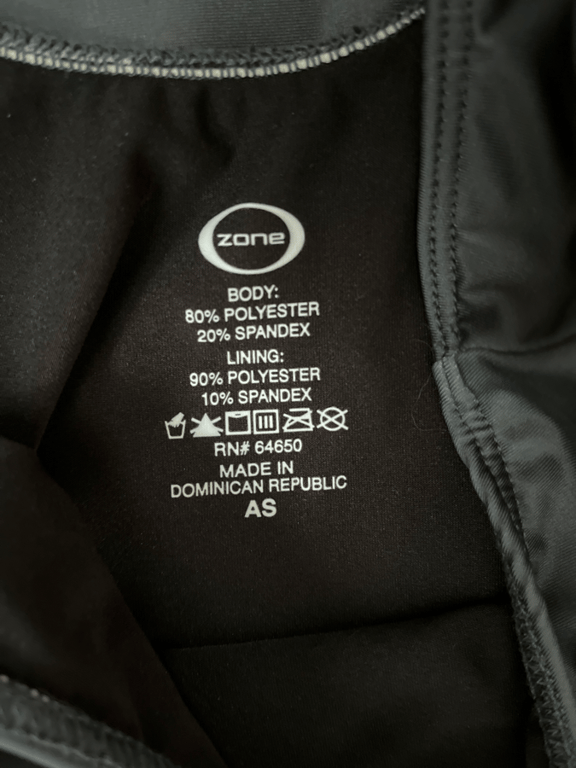 ZONE
BODY:
80% POLYESTER
20% SPANDEX
LINING:
90% POLYESTER
10% SPANDEX
RN# 64650
MADE IN
DOMINICAN REPUBLIC
AS